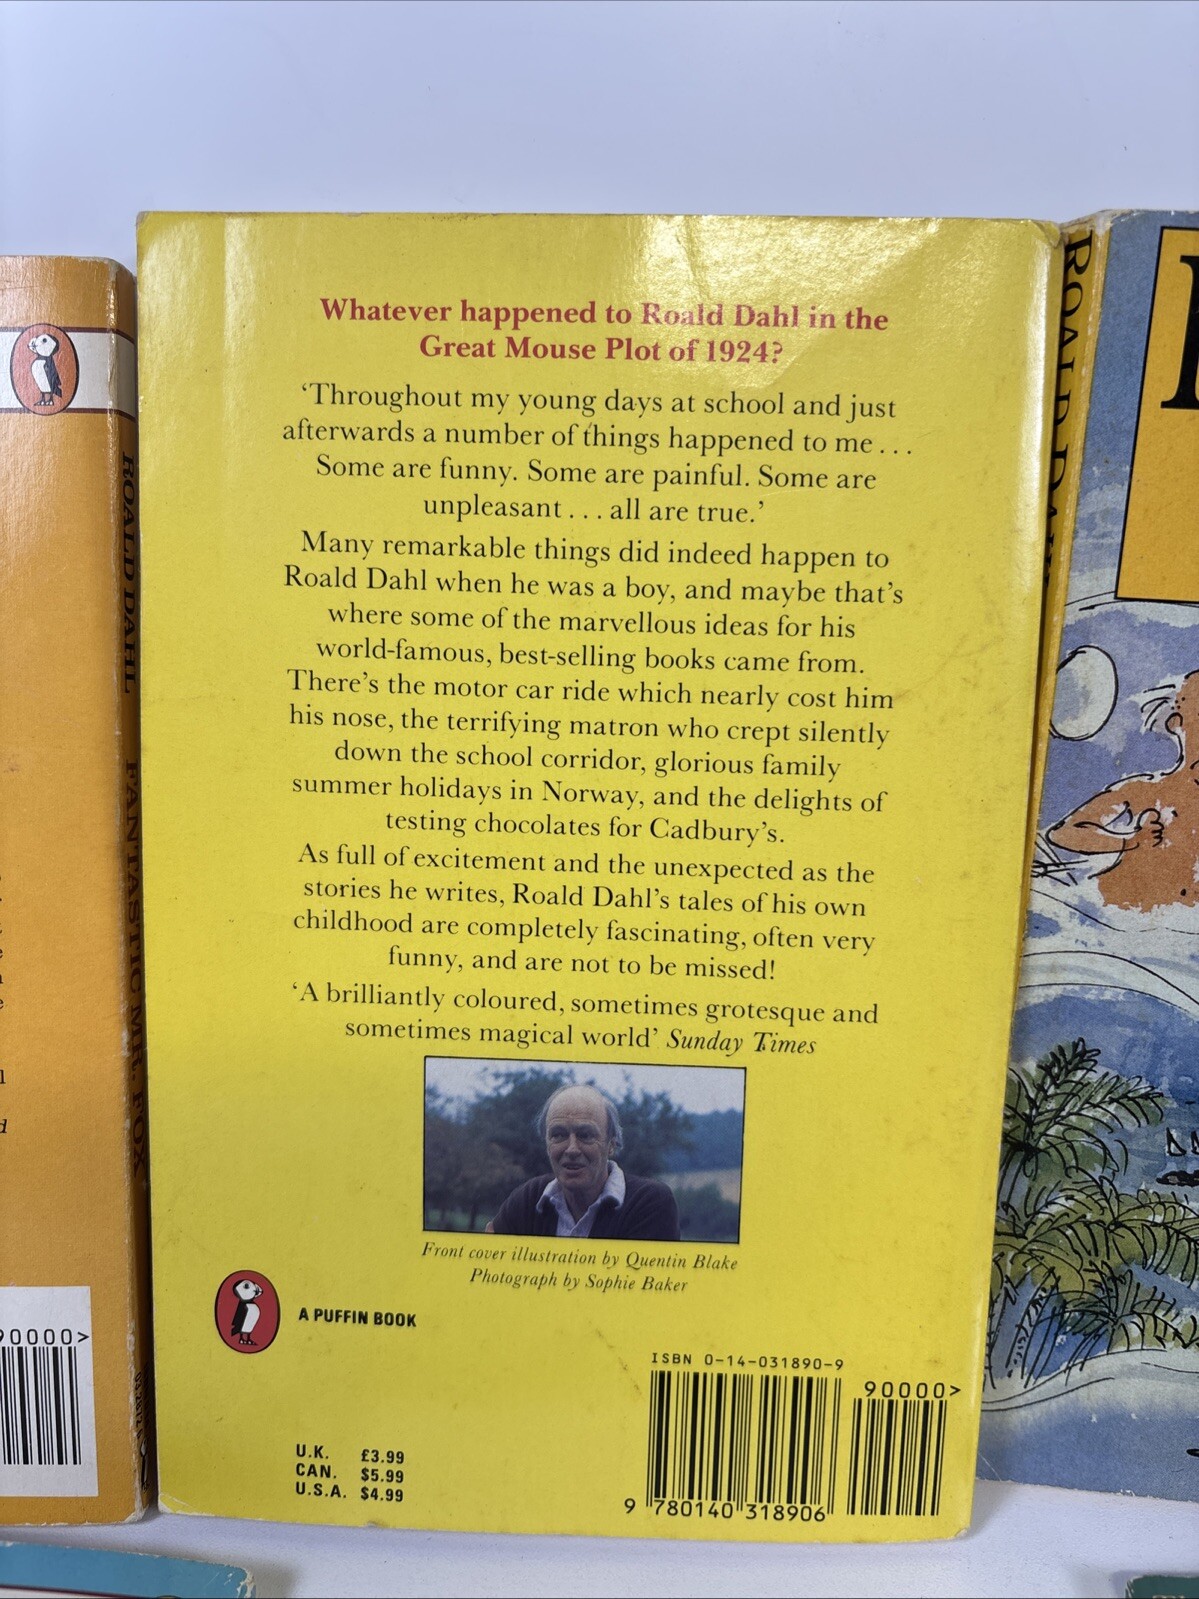 Whatever happened to Roald Dahl in the
Great Mouse Plot of 1924?
‘Throughout my young days at school and just
afterwards a number of things happened to me . . .
Some are funny. Some are painful. Some are
unpleasant . . . all are true.’
Many remarkable things did indeed happen to
Roald Dahl when he was a boy, and maybe that’s
where some of the marvellous ideas for his
world-famous, best-selling books came from.
There’s the motor car ride which nearly cost him
his nose, the terrifying matron who crept silently
down the school corridor, glorious family
summer holidays in Norway, and the delights of
testing chocolates for Cadbury’s.
As full of excitement and the unexpected as the
stories he writes, Roald Dahl’s tales of his own
childhood are completely fascinating, often very
funny, and are not to be missed!
‘A brilliantly coloured, sometimes grotesque and
sometimes magical world’ Sunday Times
Front cover illustration by Quentin Blake
Photograph by Sophie Baker
A PUFFIN BOOK
ISBN 0-14-031890-9
90000>
9 780140 318906
U.K. £3.99
CAN. $5.99
U.S.A. $4.99
ROALD DAHL FANTASTIC MR. FOX
90000>
ROALD DAHL